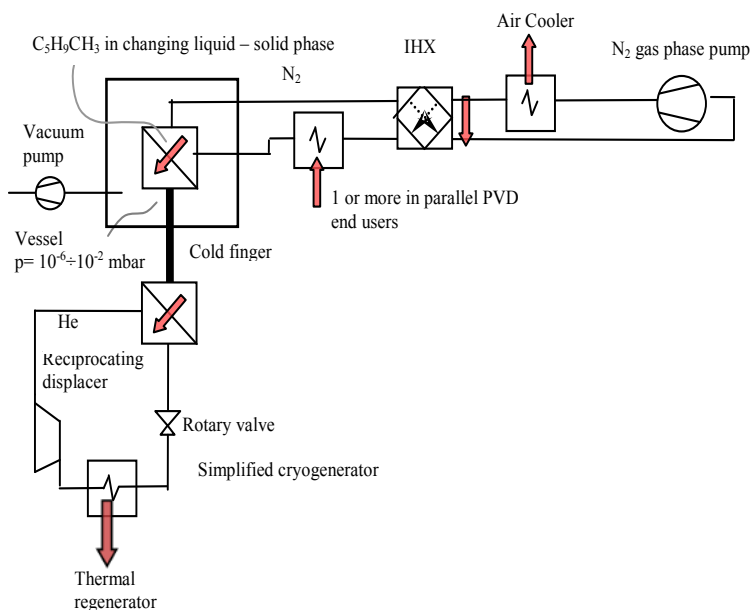 Air Cooler
C₅H₉CH₃ in changing liquid – solid phase
IHX
N₂ gas phase pump
N₂
Vacuum
pump
1 or more in parallel PVD
end users
Vessel
p= 10⁻⁶÷10⁻² mbar
Cold finger
He
Reciprocating
displacer
Rotary valve
Simplified cryogenerator
Thermal
regenerator